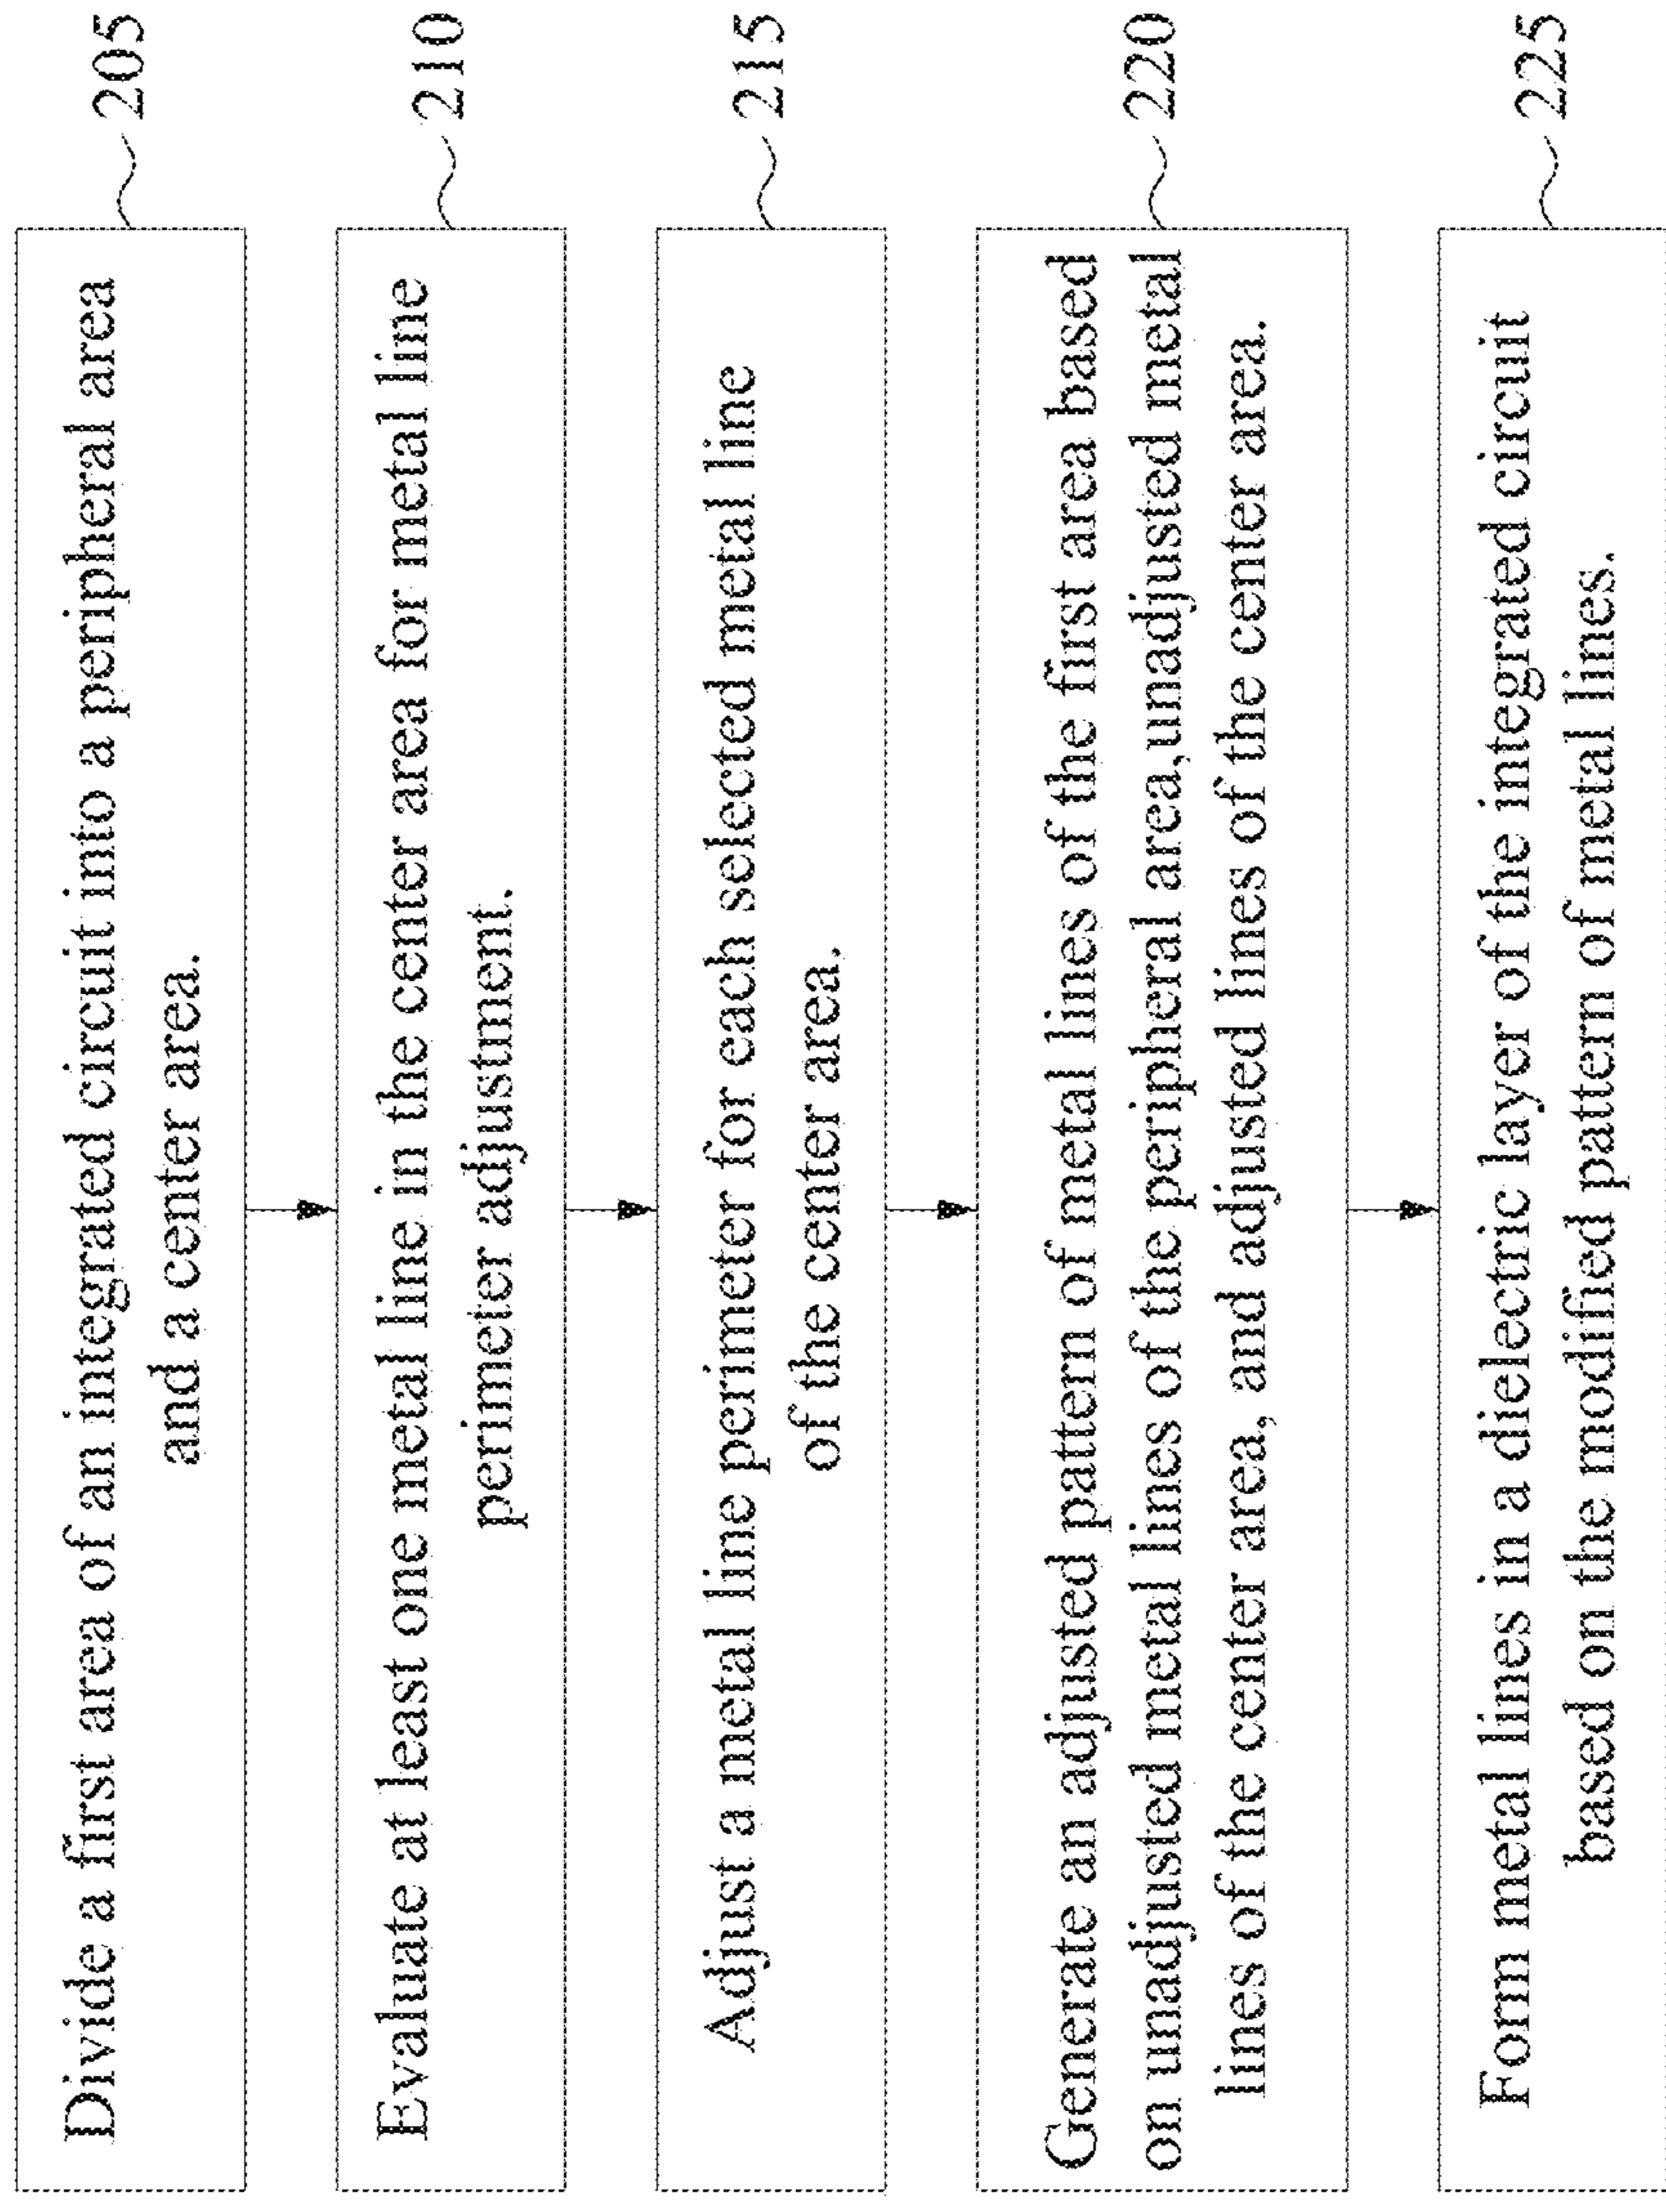 Divide a first area of an integrated circuit into a peripheral area
and a center area.
205
Evaluate at least one metal line in the center area for metal line
perimeter adjustment.
210
Adjust a metal line perimeter for each selected metal line
of the center area.
215
Generate an adjusted pattern of metal lines of the first area based
on unadjusted metal lines of the peripheral area,unadjusted metal
lines of the center area, and adjusted lines of the center area.
220
Form metal lines in a dielectric layer of the integrated circuit
based on the modified pattern of metal lines.
225